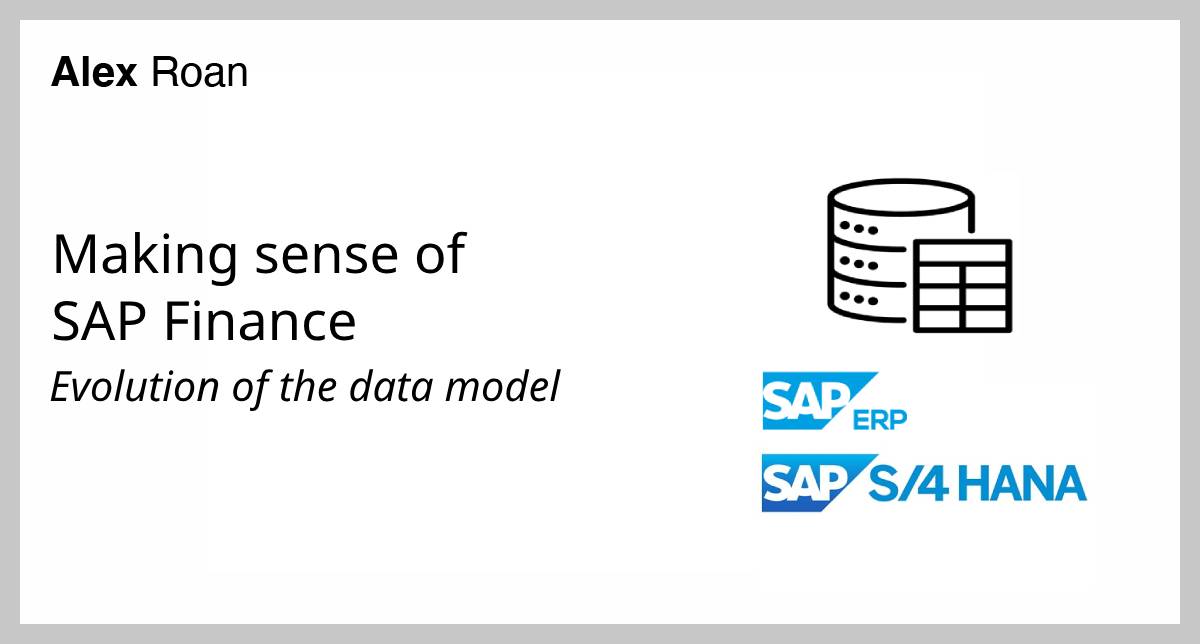 Alex Roan
Making sense of
SAP Finance
Evolution of the data model
SAP ERP
SAP S/4 HANA